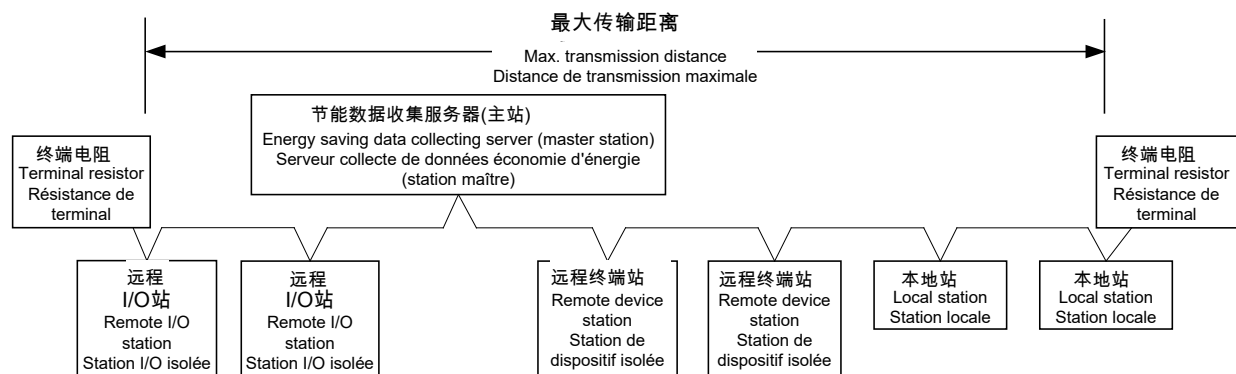 最大传输距离
Max. transmission distance
Distance de transmission maximale
节能数据收集服务器(主站)
Energy saving data collecting server (master station)
Serveur collecte de données économie d'énergie
(station maître)
终端电阻
Terminal resistor
Résistance de
terminal
终端电阻
Terminal resistor
Résistance de
terminal
远程
I/O站
Remote I/O
station
Station I/O isolée
远程
I/O站
Remote I/O
station
Station I/O isolée
远程终端站
Remote device
station
Station de
dispositif isolée
远程终端站
Remote device
station
Station de
dispositif isolée
本地站
Local station
Station locale
本地站
Local station
Station locale